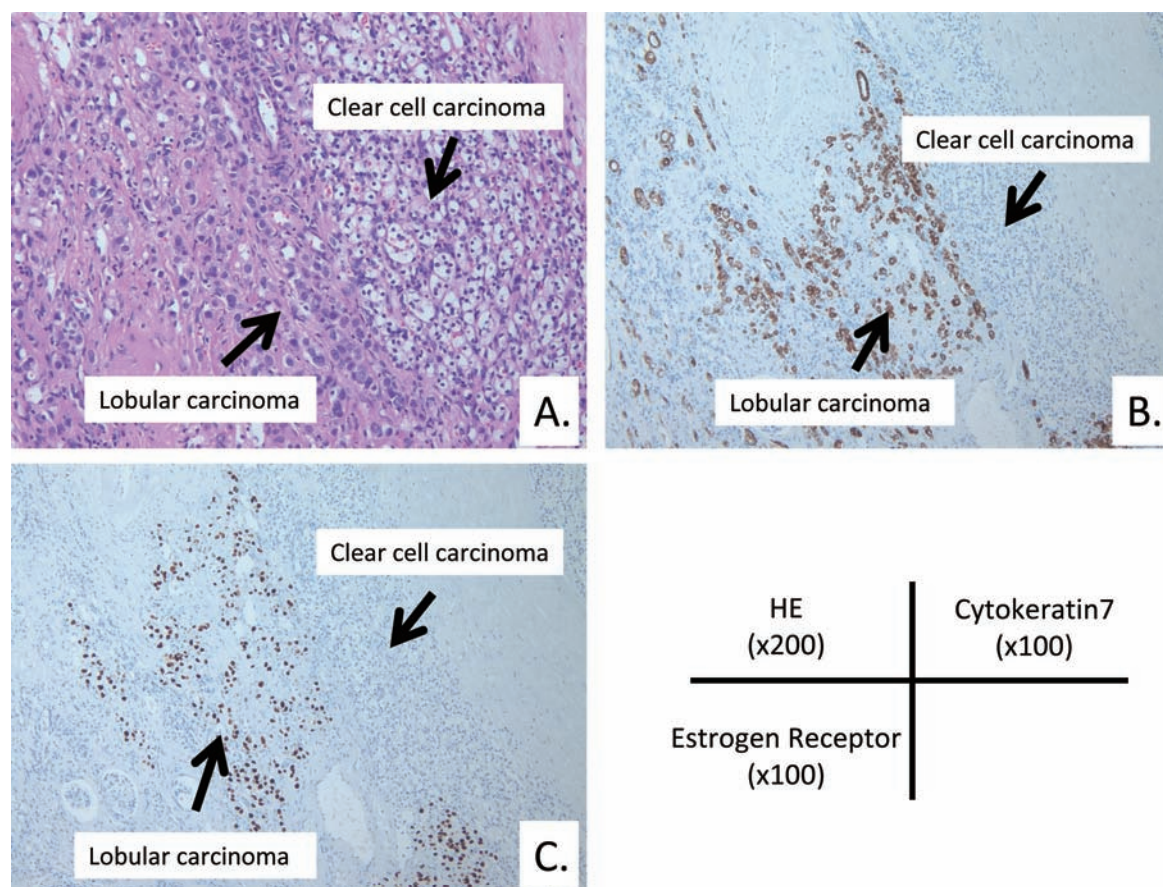 Clear cell carcinoma
Lobular carcinoma
A.
Clear cell carcinoma
Lobular carcinoma
B.
Clear cell carcinoma
Lobular carcinoma
C.
HE
(x200)
Cytokeratin7
(x100)
Estrogen Receptor
(x100)